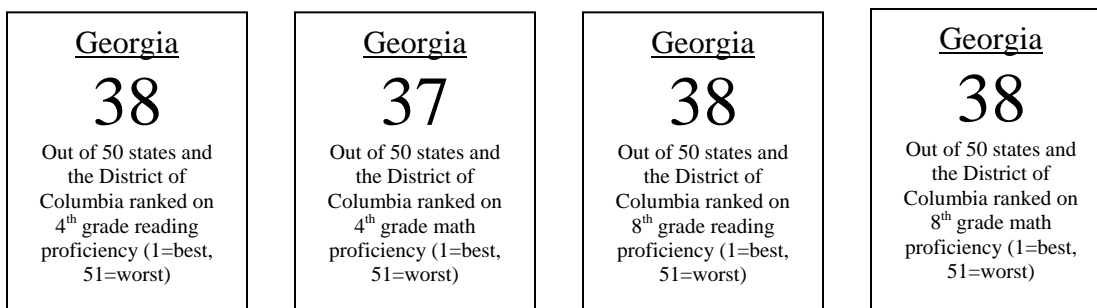 Georgia
38
Out of 50 states and
the District of
Columbia ranked on
4th grade reading
proficiency (1=best,
51=worst)
Georgia
37
Out of 50 states and
the District of
Columbia ranked on
4th grade math
proficiency (1=best,
51=worst)
Georgia
38
Out of 50 states and
the District of
Columbia ranked on
8th grade reading
proficiency (1=best,
51=worst)
Georgia
38
Out of 50 states and
the District of
Columbia ranked on
8th grade math
proficiency (1=best,
51=worst)